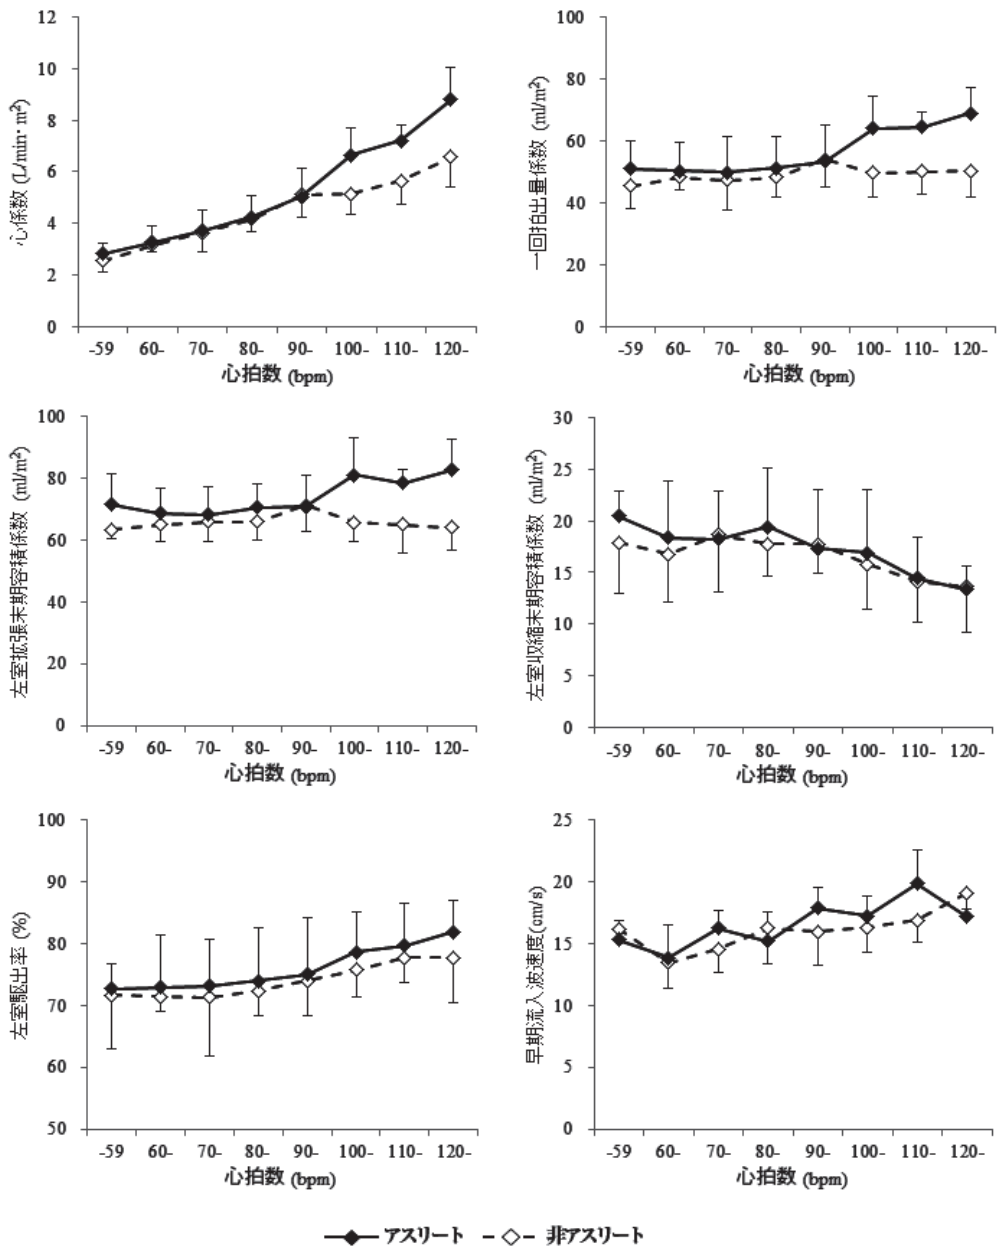 12
10
8
6
4
2
0
心係数 (L/min·m²)
-59 60- 70- 80- 90- 100- 110- 120-
心拍数 (bpm)
100
80
60
40
20
0
一回拍出量係数 (ml/m²)
-59 60- 70- 80- 90- 100- 110- 120-
心拍数 (bpm)
100
80
60
40
20
0
左室拡張末期容積係数 (ml/m²)
-59 60- 70- 80- 90- 100- 110- 120-
心拍数 (bpm)
30
25
20
15
10
5
0
左室収縮末期容積係数 (ml/m²)
-59 60- 70- 80- 90- 100- 110- 120-
心拍数 (bpm)
100
90
80
70
60
50
左室駆出率 (%)
-59 60- 70- 80- 90- 100- 110- 120-
心拍数 (bpm)
25
20
15
10
5
0
早期流入波速度(cm/s)
-59 60- 70- 80- 90- 100- 110- 120-
心拍数 (bpm)
アスリート 非アスリート